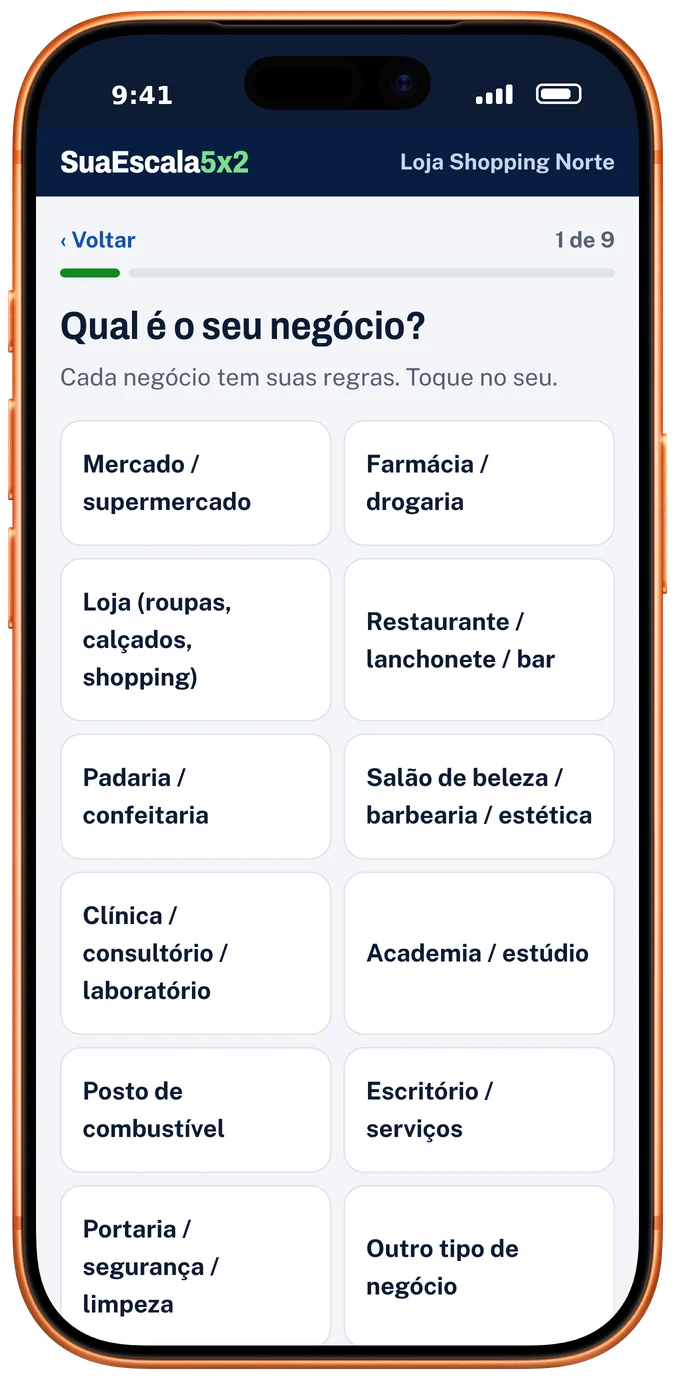 9:41
SuaEscala5x2
Loja Shopping Norte
‹ Voltar
1 de 9
Qual é o seu negócio?
Cada negócio tem suas regras. Toque no seu.
Mercado /
supermercado
Farmácia /
drogaria
Loja (roupas,
calçados,
shopping)
Restaurante /
lanchonete / bar
Padaria /
confeitaria
Salão de beleza /
barbearia / estética
Clínica /
consultório /
laboratório
Academia / estúdio
Posto de
combustível
Escritório /
serviços
Portaria /
segurança /
limpeza
Outro tipo de
negócio